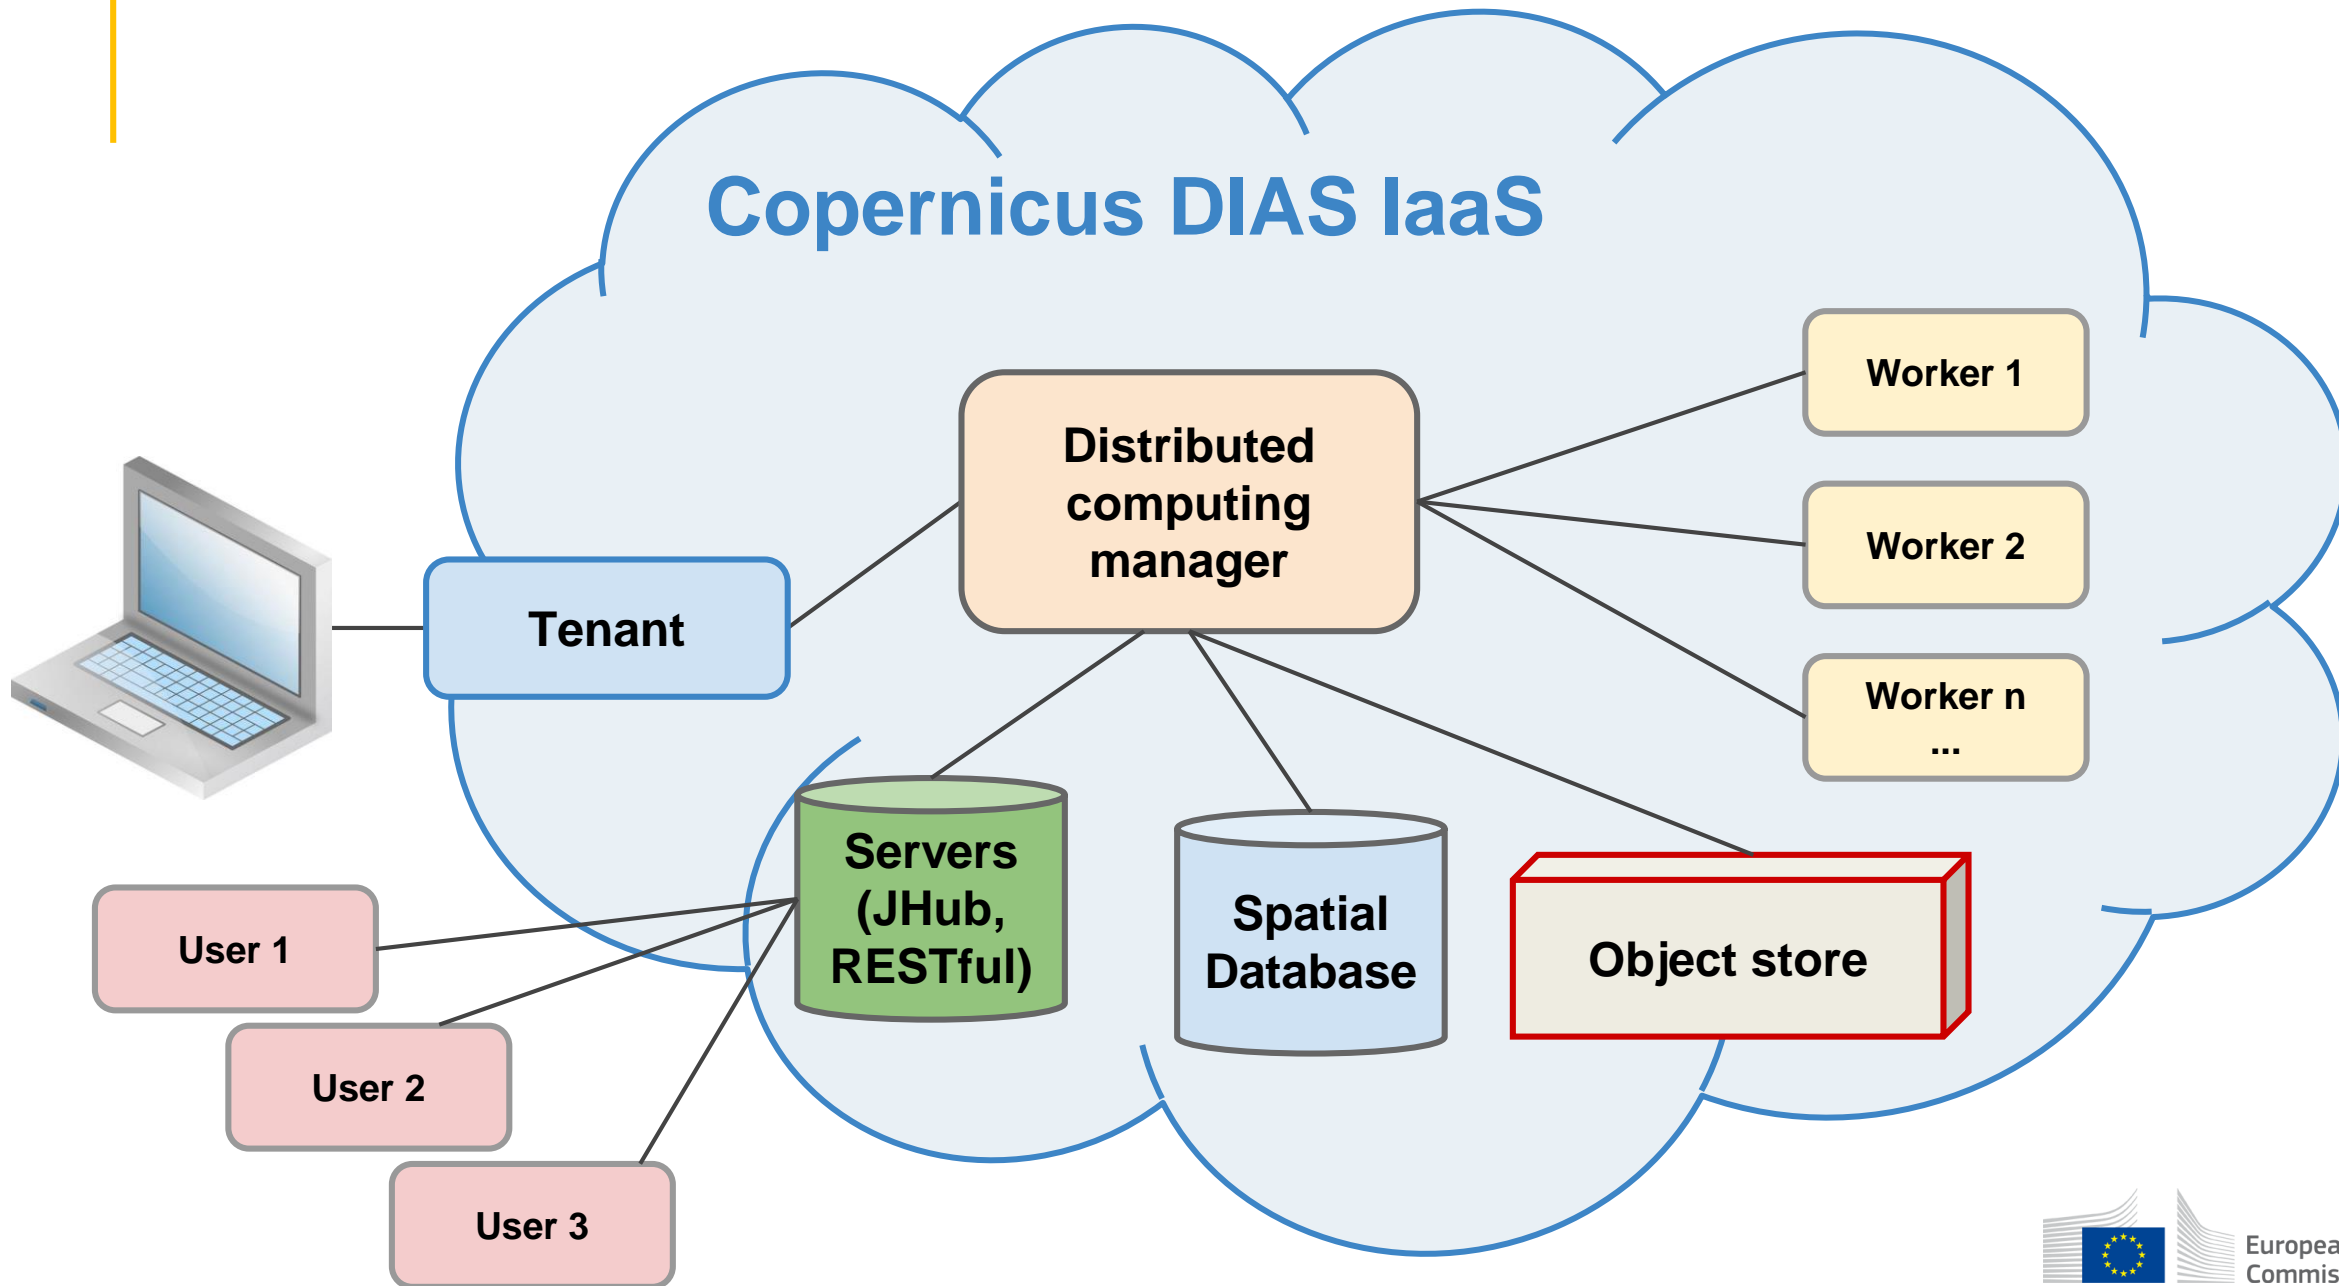 Copernicus DIAS IaaS
Distributed
computing
manager
Worker 1
Worker 2
Worker n
...
Tenant
Servers
(JHub,
RESTful)
Spatial
Database
Object store
User 1
User 2
User 3